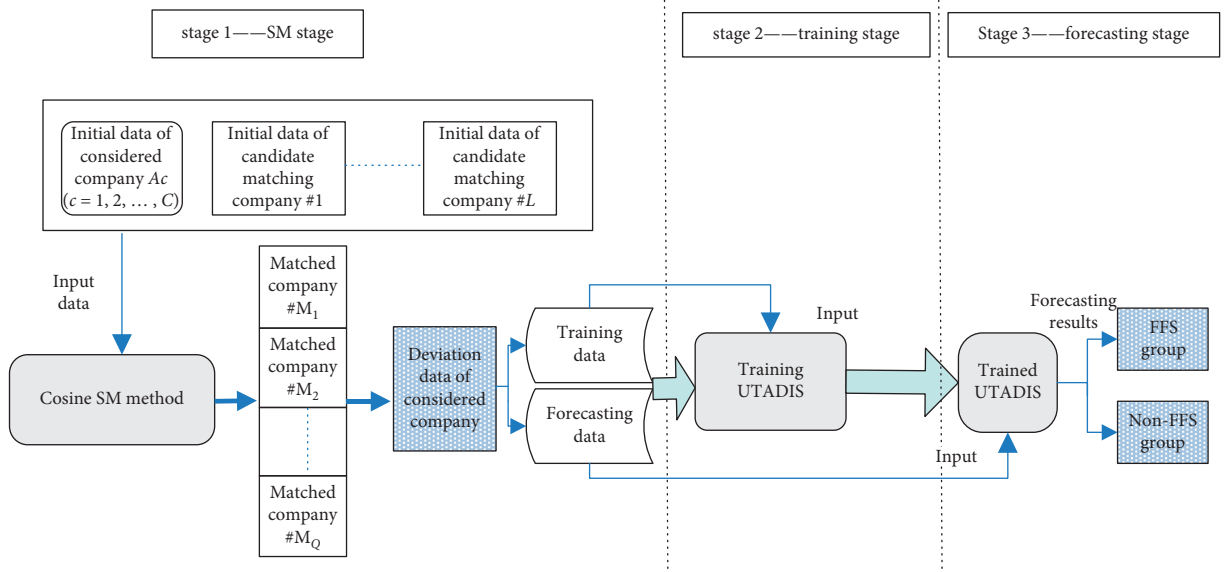 stage 1——SM stage
stage 2——training stage
Stage 3——forecasting stage
Initial data of
considered
company Ac
(c = 1, 2, … , C)
Initial data of
candidate
matching
company #1
Initial data of
candidate
matching
company #L
Input
data
Cosine SM method
Matched
company
#M₁
Matched
company
#M₂
Matched
company
#M_Q
Deviation
data of
considered
company
Training
data
Forecasting
data
Input
Training
UTADIS
Input
Trained
UTADIS
Forecasting
results
FFS
group
Non-FFS
group